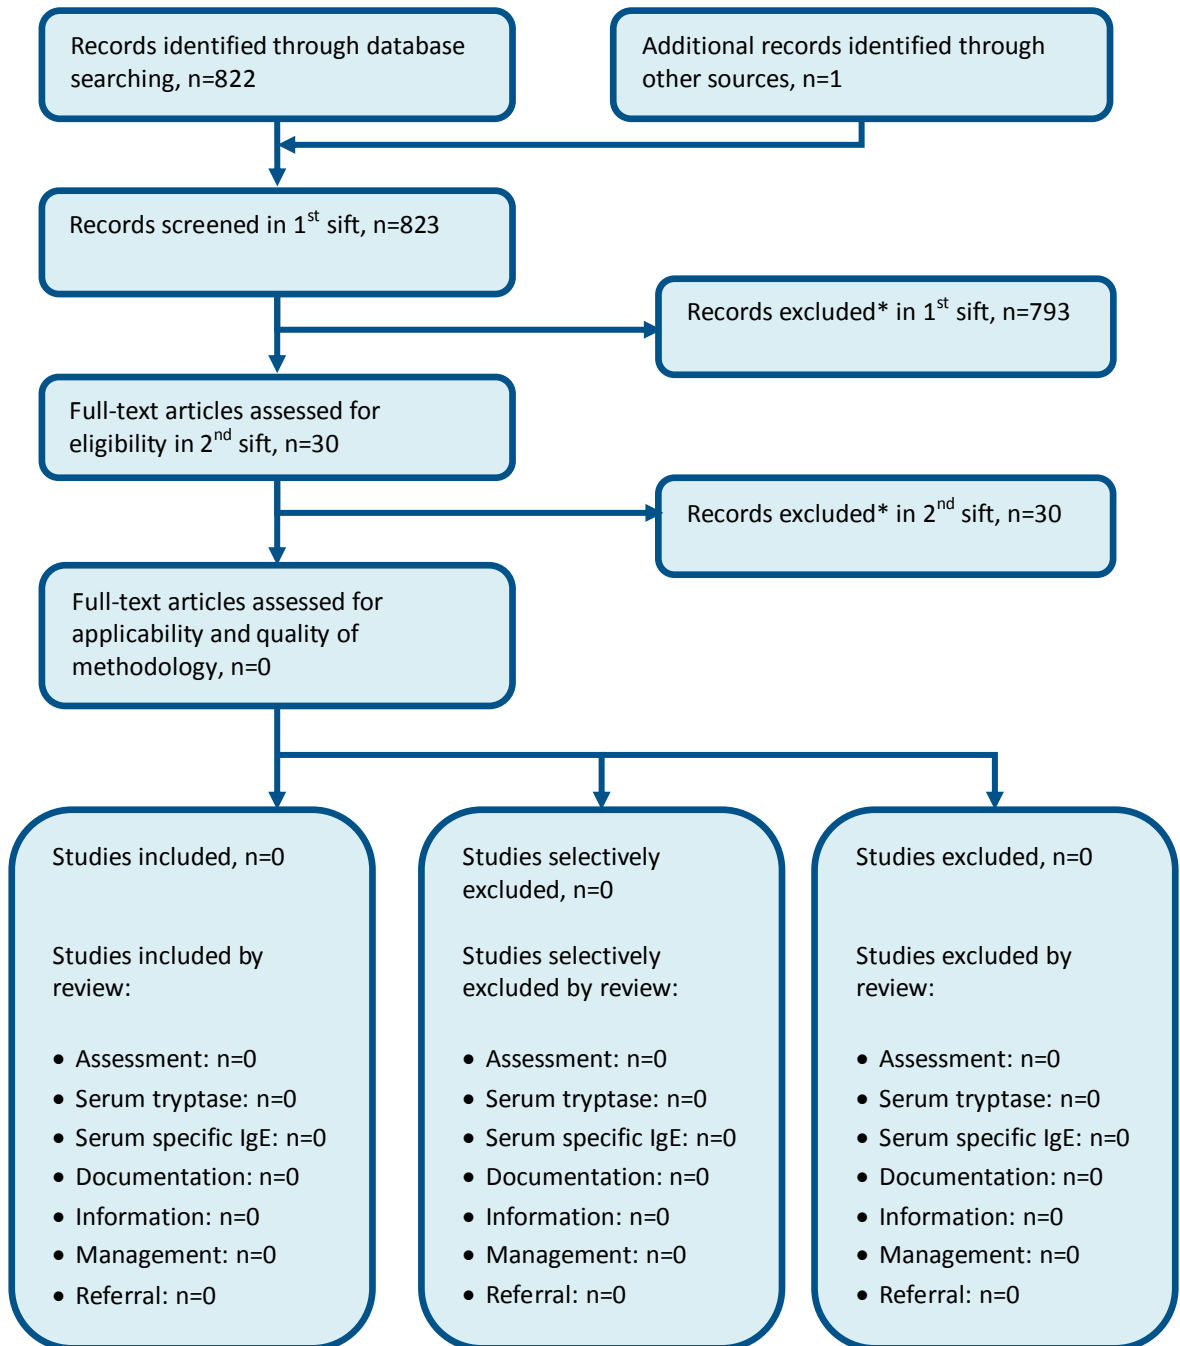 Records identified through database
searching, n=822
Additional records identified through
other sources, n=1
Records screened in 1st sift, n=823
Records excluded* in 1st sift, n=793
Full-text articles assessed for
eligibility in 2nd sift, n=30
Records excluded* in 2nd sift, n=30
Full-text articles assessed for
applicability and quality of
methodology, n=0
Studies included, n=0
Studies included by
review:
• Assessment: n=0
• Serum tryptase: n=0
• Serum specific IgE: n=0
• Documentation: n=0
• Information: n=0
• Management: n=0
• Referral: n=0
Studies selectively
excluded, n=0
Studies selectively
excluded by review:
• Assessment: n=0
• Serum tryptase: n=0
• Serum specific IgE: n=0
• Documentation: n=0
• Information: n=0
• Management: n=0
• Referral: n=0
Studies excluded, n=0
Studies excluded by
review:
• Assessment: n=0
• Serum tryptase: n=0
• Serum specific IgE: n=0
• Documentation: n=0
• Information: n=0
• Management: n=0
• Referral: n=0